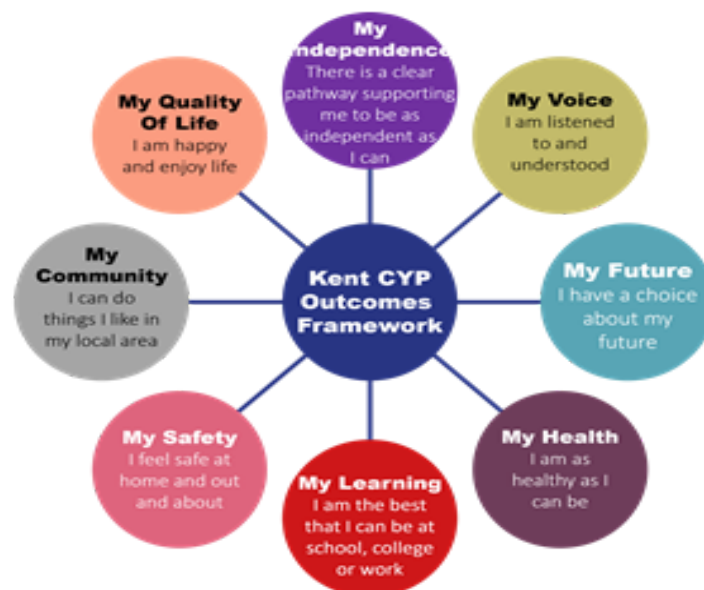 My
Independence
There is a clear
pathway supporting
me to be as
independent as
I can
My Voice
I am listened
to and
understood
My Future
I have a choice
about my
future
My Health
I am as
healthy as I
can be
My Learning
I am the best
that I can be at
school, college
or work
My Safety
I feel safe at
home and out
and about
My
Community
I can do
things I like in
my local area
My Quality
Of Life
I am happy
and enjoy life
Kent CYP
Outcomes
Framework